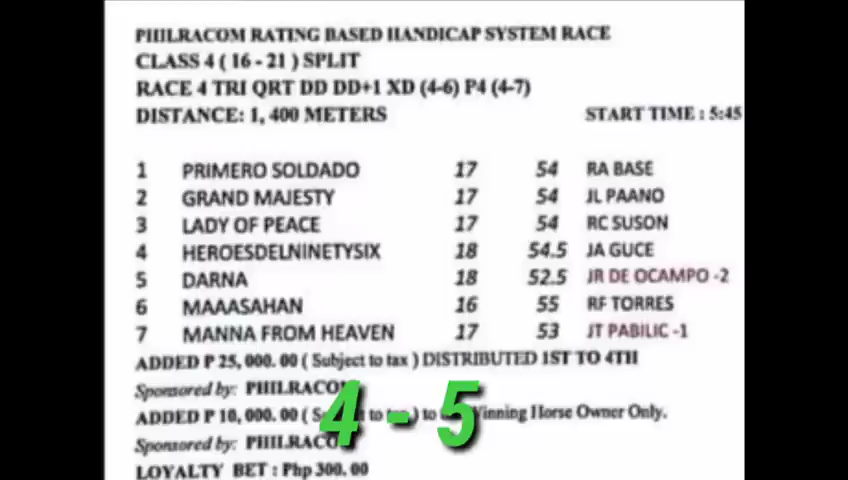 PHILRACOM RATING BASED HANDICAP SYSTEM RACE
CLASS 4 ( 16 - 21 ) SPLIT
RACE 4 TRI QRT DD DD+1 XD (4-6) P4 (4-7)
DISTANCE: 1, 400 METERS START TIME : 5:45
1 PRIMERO SOLDADO 17 54 RA BASE
2 GRAND MAJESTY 17 54 JL PAANO
3 LADY OF PEACE 17 54 RC SUSON
4 HEROESDELNINETYSIX 18 54.5 JA GUCE
5 DARNA 18 52.5 JR DE OCAMPO -2
6 MAAASAHAN 16 55 RF TORRES
7 MANNA FROM HEAVEN 17 53 JT PABILIC -1
ADDED P 25, 000. 00 ( Subject to tax ) DISTRIBUTED 1ST TO 4TH
Sponsored by: PHILRACOM
ADDED P 10, 000. 00 ( to ) to Winning Horse Owner Only.
Sponsored by: PHILRACO
4 - 5
LOYALTY BET : Php 300. 00